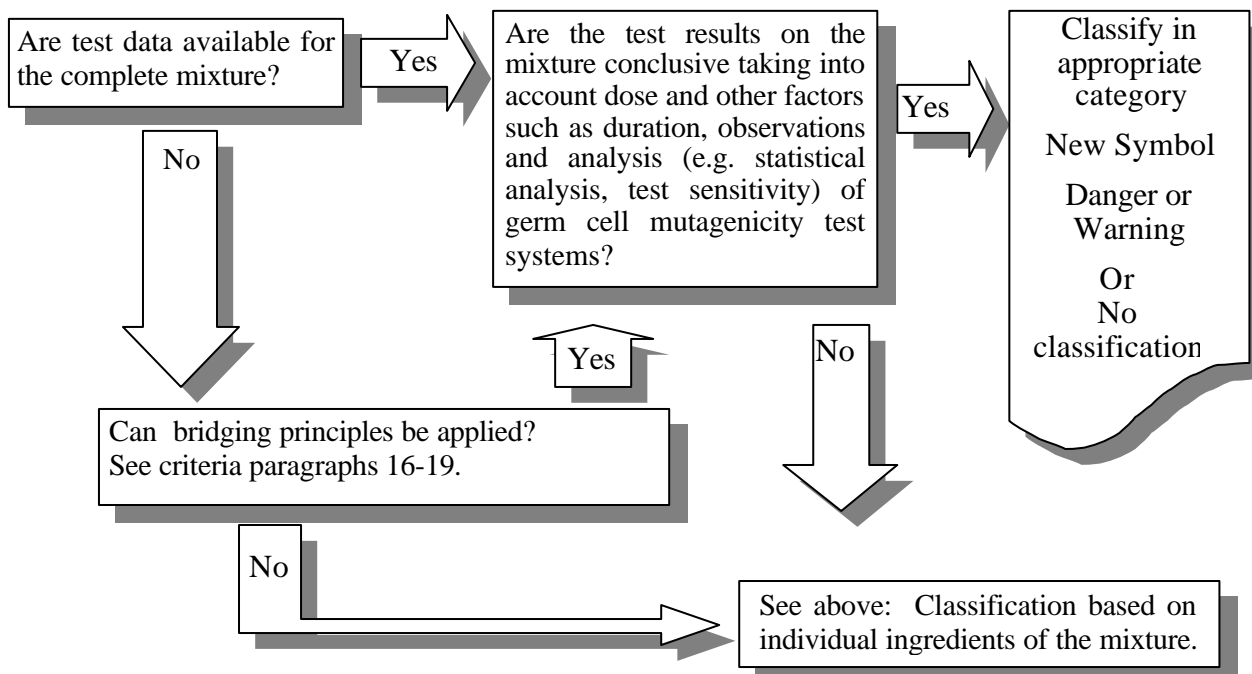 Are test data available for
the complete mixture?
Yes
Are the test results on the
mixture conclusive taking into
account dose and other factors
such as duration, observations
and analysis (e.g. statistical
analysis, test sensitivity) of
germ cell mutagenicity test
systems?
Yes
Classify in
appropriate
category
New Symbol
Danger or
Warning
Or
No
classification
No
Yes
No
Can bridging principles be applied?
See criteria paragraphs 16-19.
No
See above: Classification based on
individual ingredients of the mixture.